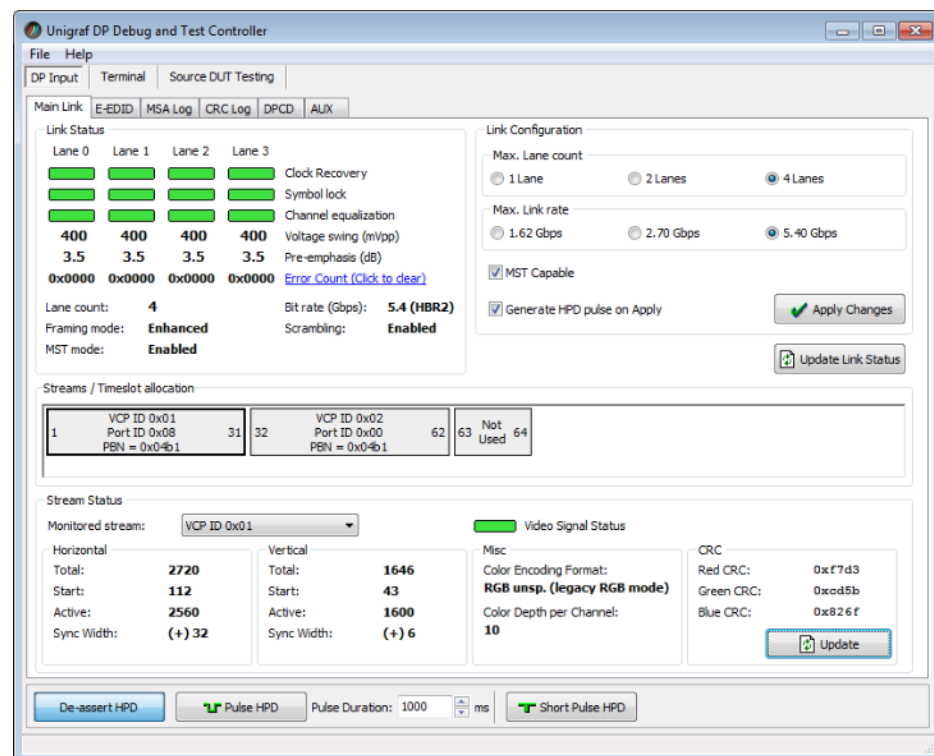 Unigraf DP Debug and Test Controller
File Help
DP Input Terminal Source DUT Testing
Main Link E-EDID MSA Log CRC Log DPCD AUX
Link Status
Lane 0 Lane 1 Lane 2 Lane 3
Clock Recovery
Symbol lock
Channel equalization
400 400 400 400 Voltage swing (mVpp)
3.5 3.5 3.5 3.5 Pre-emphasis (dB)
0x0000 0x0000 0x0000 0x0000 Error Count (Click to clear)
Lane count: 4 Bit rate (Gbps): 5.4 (HBR2)
Framing mode: Enhanced Scrambling: Enabled
MST mode: Enabled
Link Configuration
Max. Lane count
1 Lane 2 Lanes 4 Lanes
Max. Link rate
1.62 Gbps 2.70 Gbps 5.40 Gbps
MST Capable
Generate HPD pulse on Apply Apply Changes
Update Link Status
Streams / Timeslot allocation
VCP ID 0x01
1 Port ID 0x08 31
PBN = 0x04b1
VCP ID 0x02
32 Port ID 0x00 62
PBN = 0x04b1
63 Not Used 64
Stream Status
Monitored stream: VCP ID 0x01 Video Signal Status
Horizontal
Total: 2720
Start: 112
Active: 2560
Sync Width: (+) 32
Vertical
Total: 1646
Start: 43
Active: 1600
Sync Width: (+) 6
Misc
Color Encoding Format:
RGB unsp. (legacy RGB mode)
Color Depth per Channel:
10
CRC
Red CRC: 0xf7d3
Green CRC: 0xcd5b
Blue CRC: 0x826f
Update
De-assert HPD Pulse HPD Pulse Duration: 1000 ms Short Pulse HPD